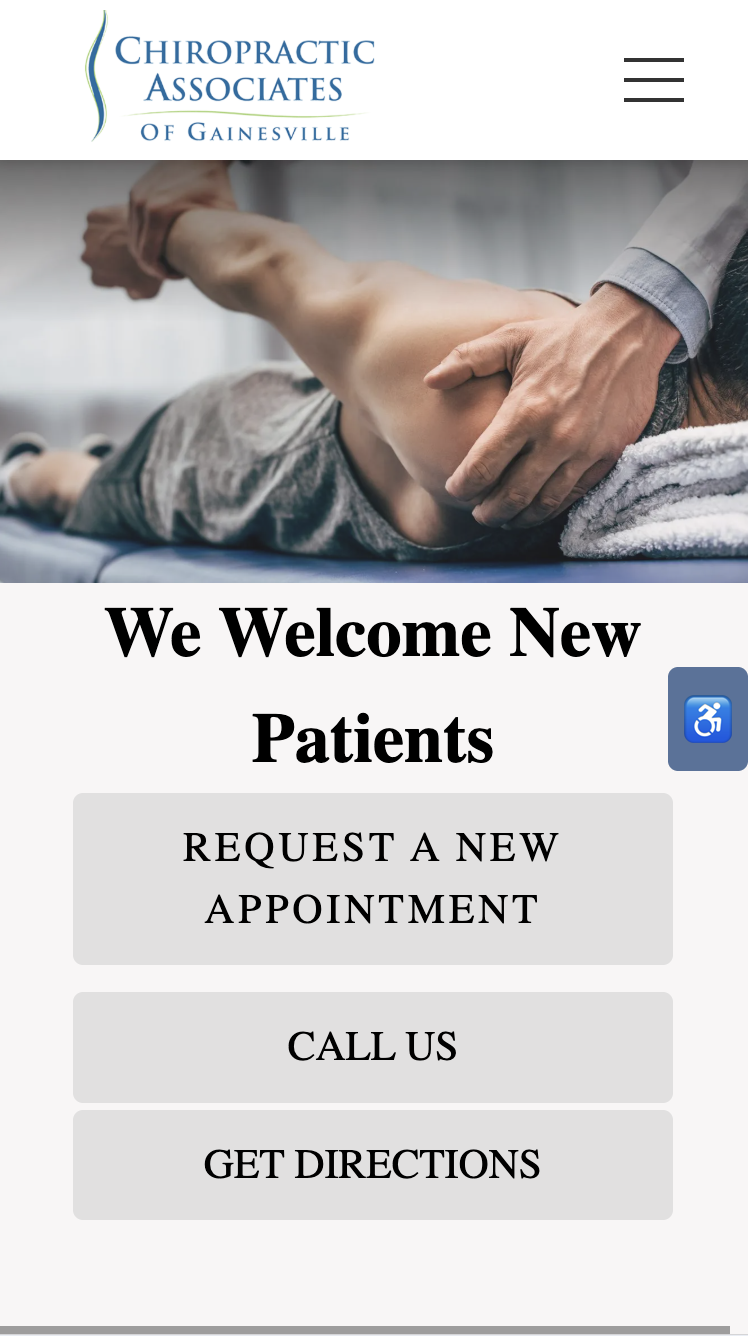 CHIROPRACTIC
ASSOCIATES
OF GAINESVILLE
We Welcome New
Patients
REQUEST A NEW
APPOINTMENT
CALL US
GET DIRECTIONS